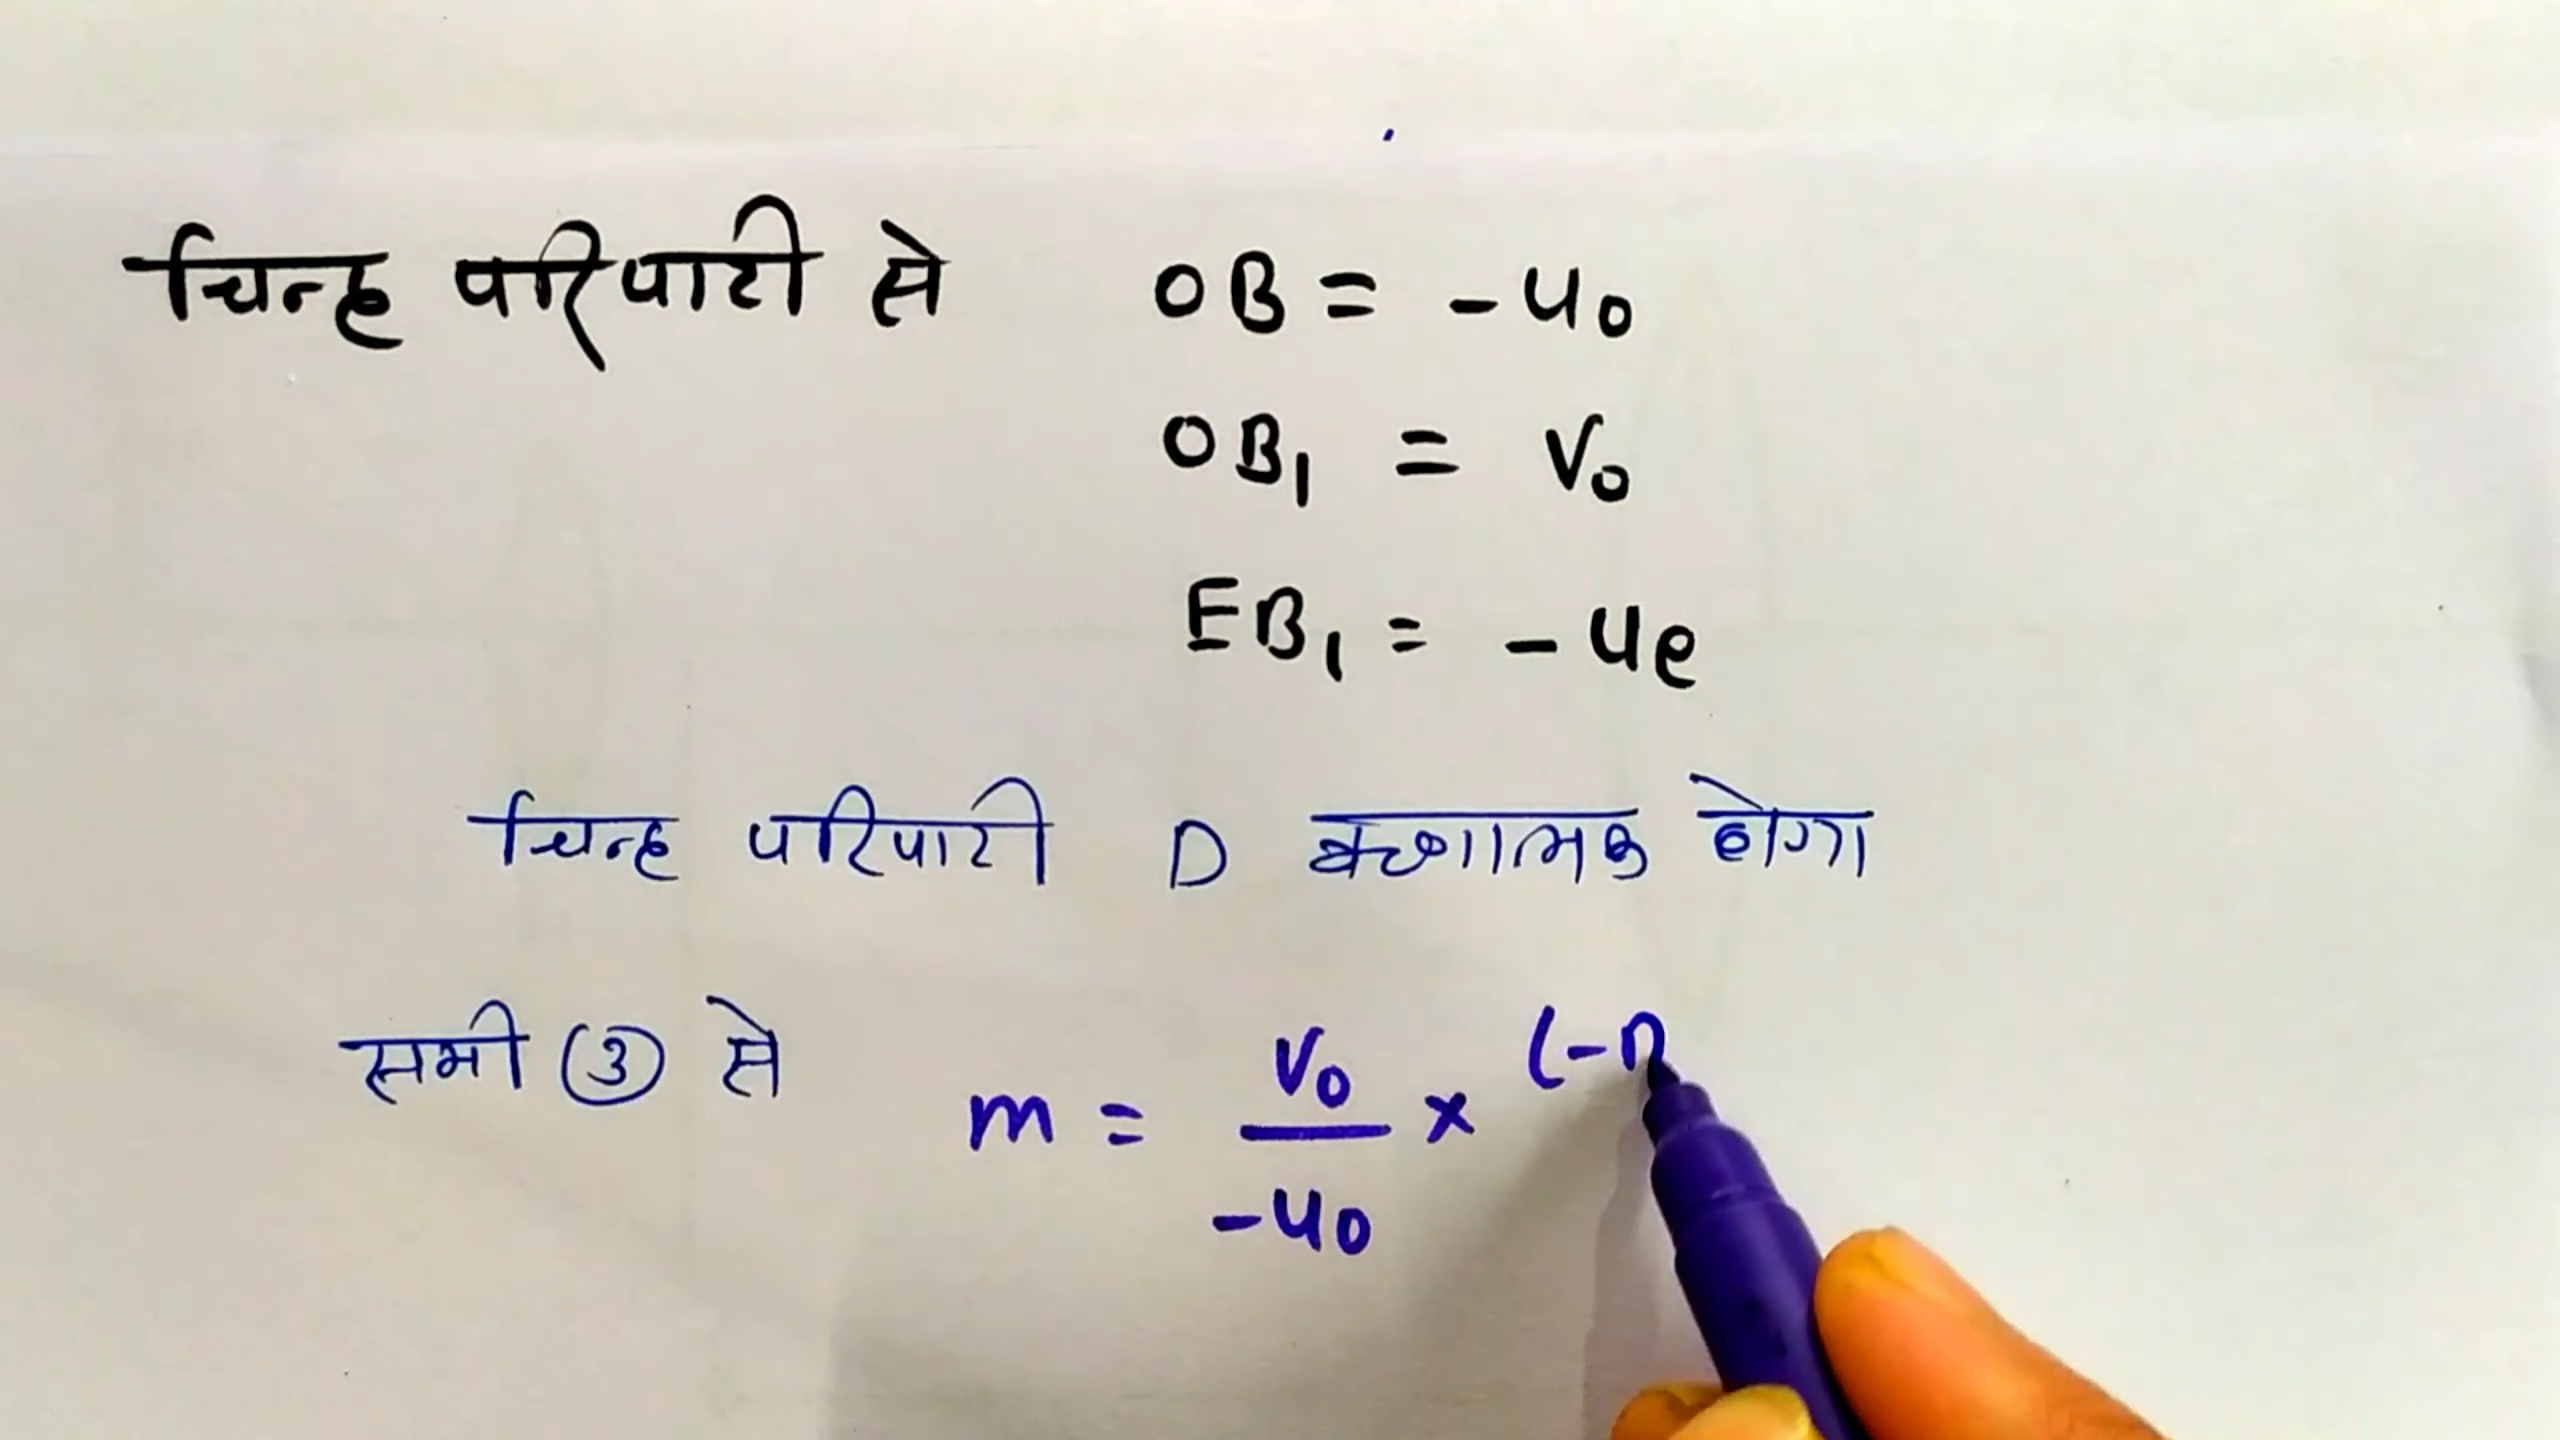 चिन्ह परिपाटी से OB = -u₀
OB₁ = V₀
EB₁ = -ue
चिन्ह परिपाटी D ऋणात्मक होगा
समी ③ से m = V₀/-u₀ × (-D